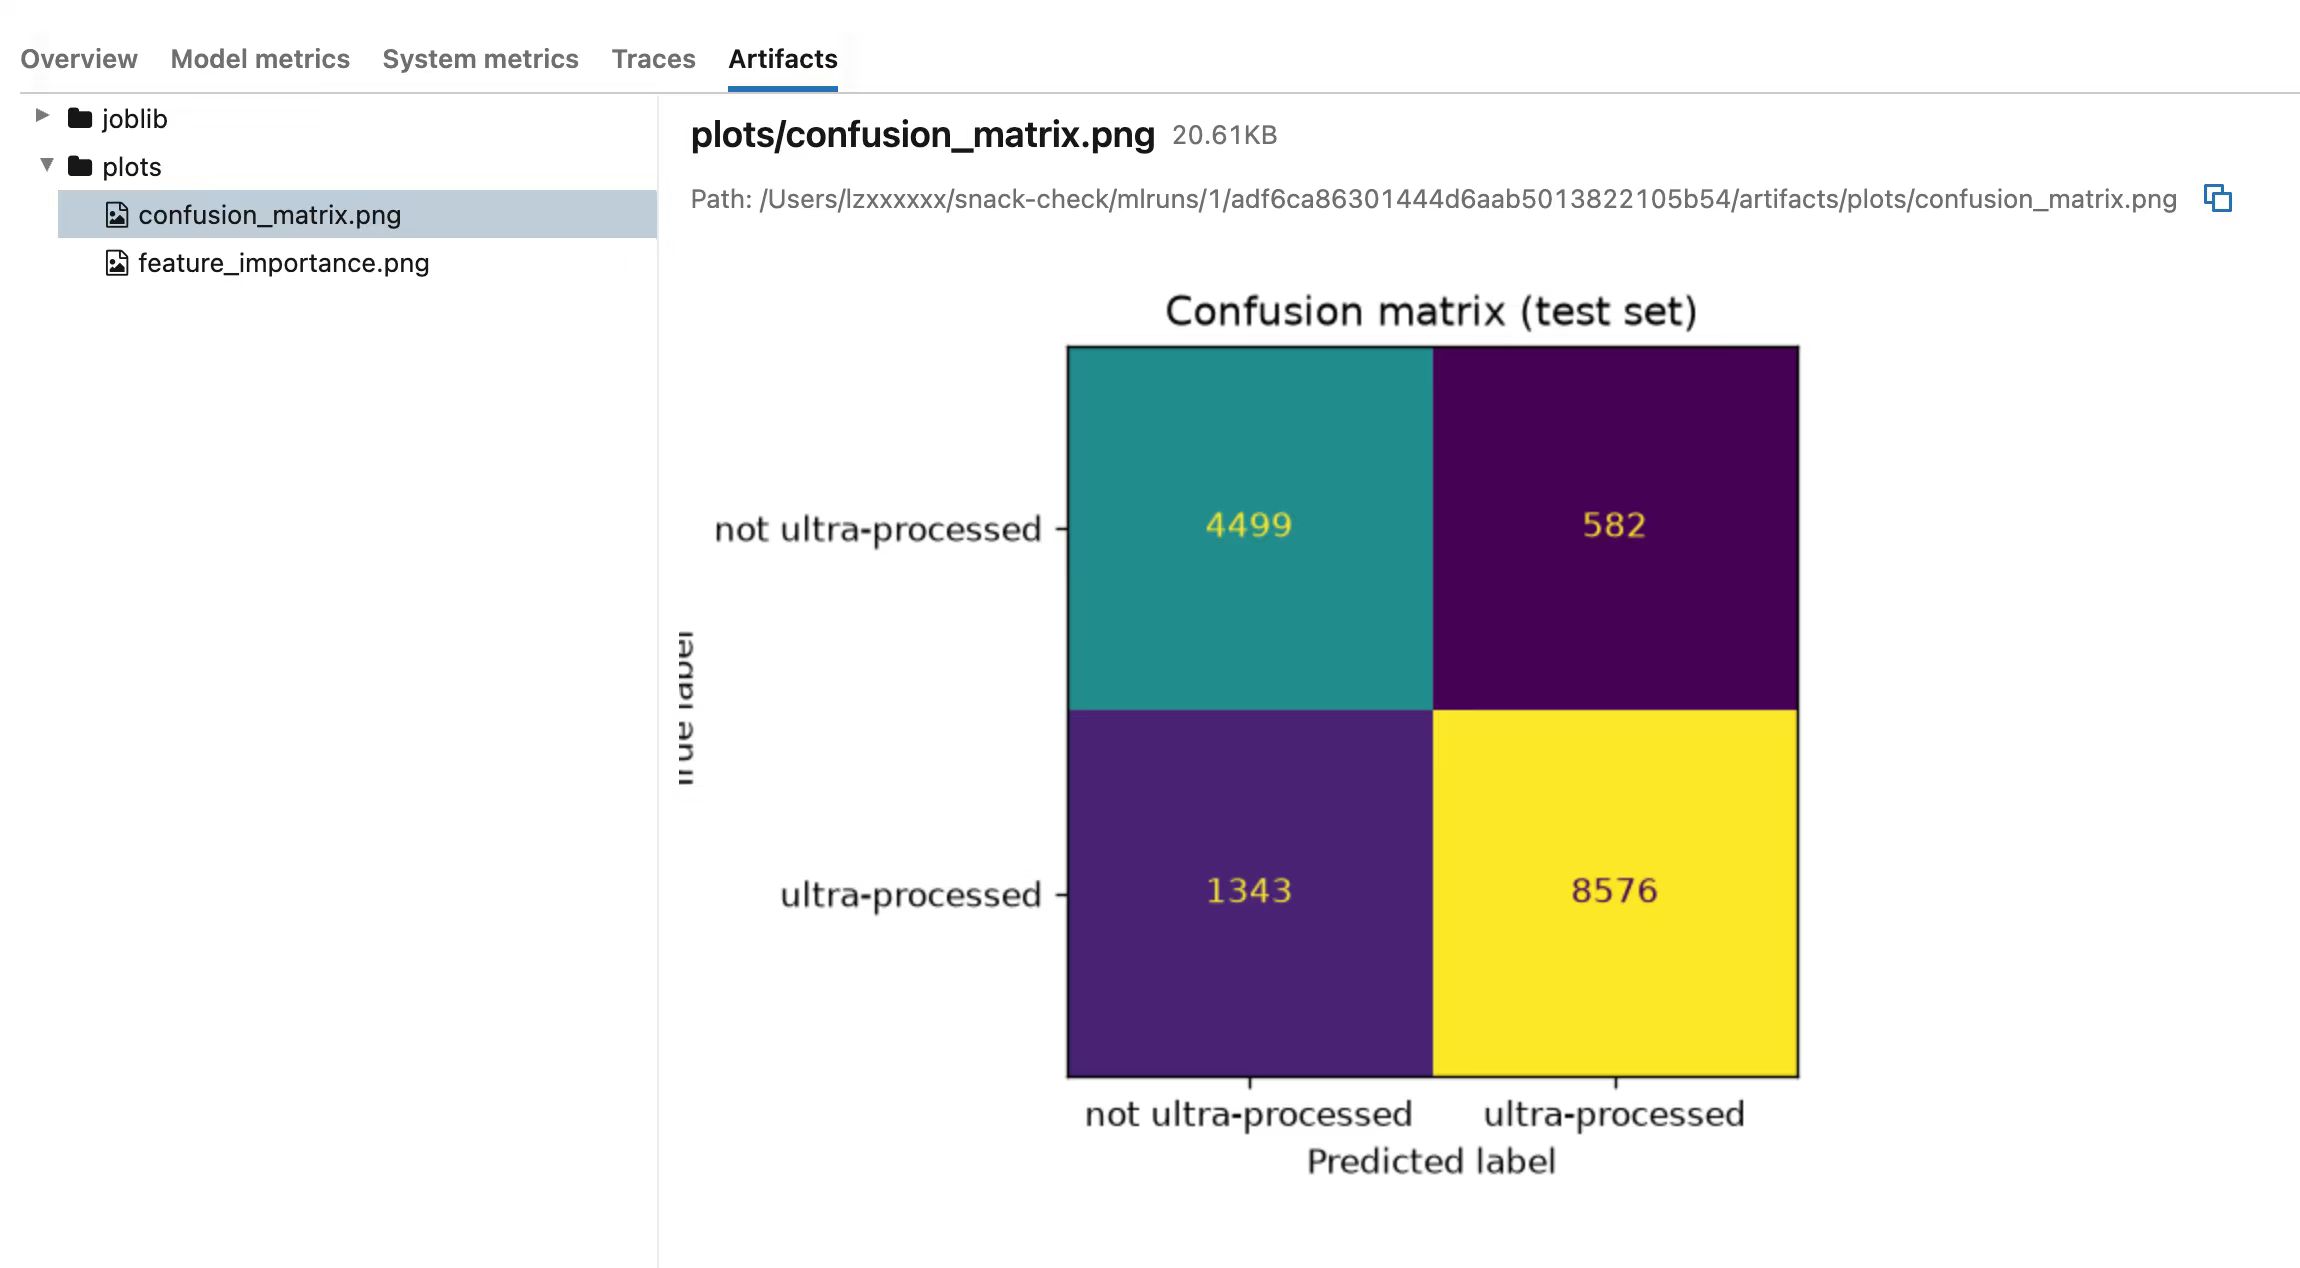 Overview Model metrics System metrics Traces Artifacts
joblib
plots
confusion_matrix.png
feature_importance.png
plots/confusion_matrix.png 20.61KB
Path: /Users/lzxxxxxx/snack-check/mlruns/1/adf6ca86301444d6aab5013822105b54/artifacts/plots/confusion_matrix.png
Confusion matrix (test set)
True label
not ultra-processed
4499 582
ultra-processed
1343 8576
not ultra-processed ultra-processed
Predicted label